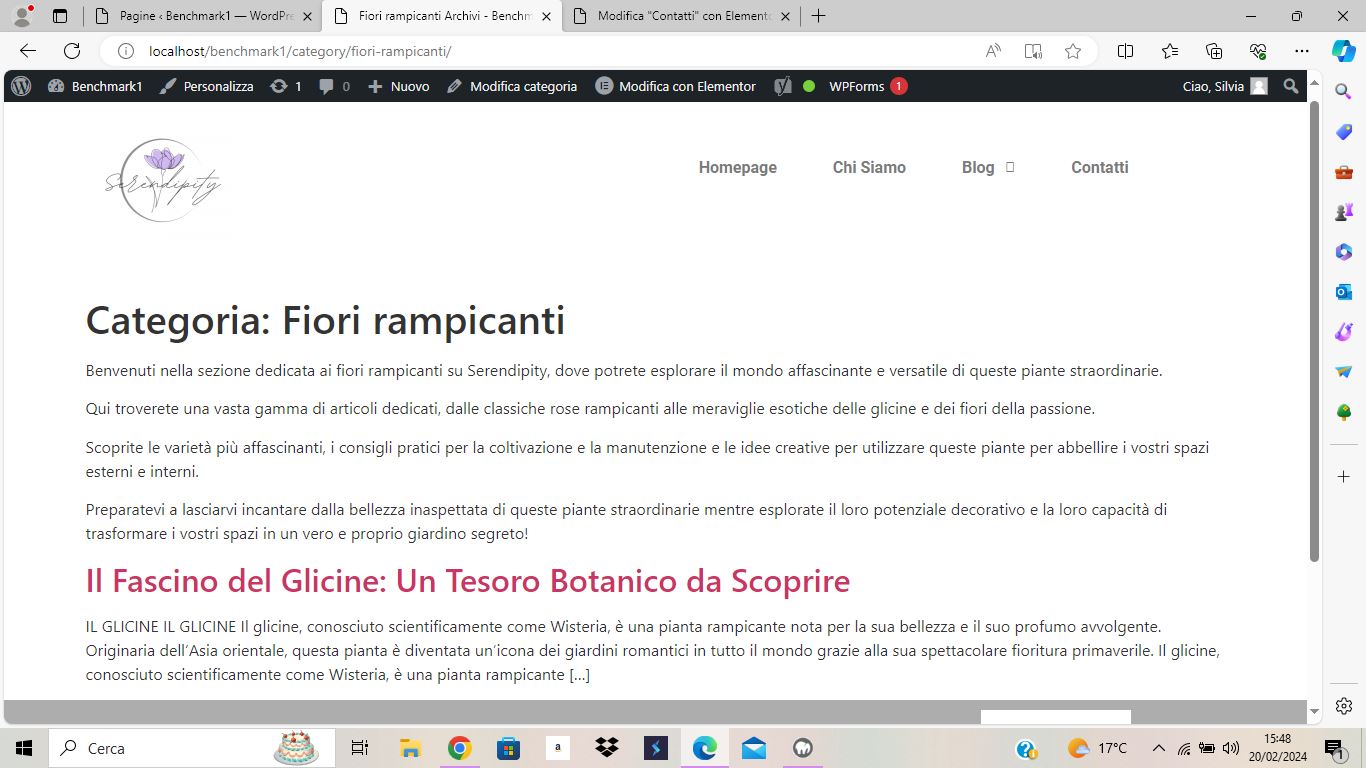 Pagine ‹ Benchmark1 — WordPre
Fiori rampicanti Archivi - Benchm
Modifica "Contatti" con Elemento
localhost/benchmark1/category/fiori-rampicanti/
Benchmark1 Personalizza 1 0 Nuovo Modifica categoria Modifica con Elementor WPForms 1 Ciao, Silvia
Serendipity
Homepage Chi Siamo Blog Contatti
Categoria: Fiori rampicanti
Benvenuti nella sezione dedicata ai fiori rampicanti su Serendipity, dove potrete esplorare il mondo affascinante e versatile di queste piante straordinarie.
Qui troverete una vasta gamma di articoli dedicati, dalle classiche rose rampicanti alle meraviglie esotiche delle glicine e dei fiori della passione.
Scoprite le varietà più affascinanti, i consigli pratici per la coltivazione e la manutenzione e le idee creative per utilizzare queste piante per abbellire i vostri spazi
esterni e interni.
Preparatevi a lasciarvi incantare dalla bellezza inaspettata di queste piante straordinarie mentre esplorate il loro potenziale decorativo e la loro capacità di
trasformare i vostri spazi in un vero e proprio giardino segreto!
Il Fascino del Glicine: Un Tesoro Botanico da Scoprire
IL GLICINE IL GLICINE Il glicine, conosciuto scientificamente come Wisteria, è una pianta rampicante nota per la sua bellezza e il suo profumo avvolgente.
Originaria dell'Asia orientale, questa pianta è diventata un'icona dei giardini romantici in tutto il mondo grazie alla sua spettacolare fioritura primaverile. Il glicine,
conosciuto scientificamente come Wisteria, è una pianta rampicante [...]
Cerca
a
17°C
15:48
20/02/2024
1